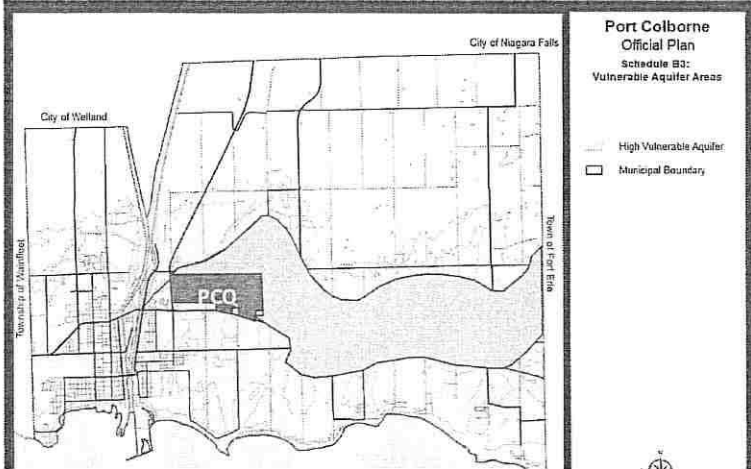 Port Colborne
Official Plan
Schedule B3:
Vulnerable Aquifer Areas
High Vulnerable Aquifer
Municipal Boundary
City of Niagara Falls
City of Welland
Township of Wainfleet
Town of Fort Erie
PCQ
N